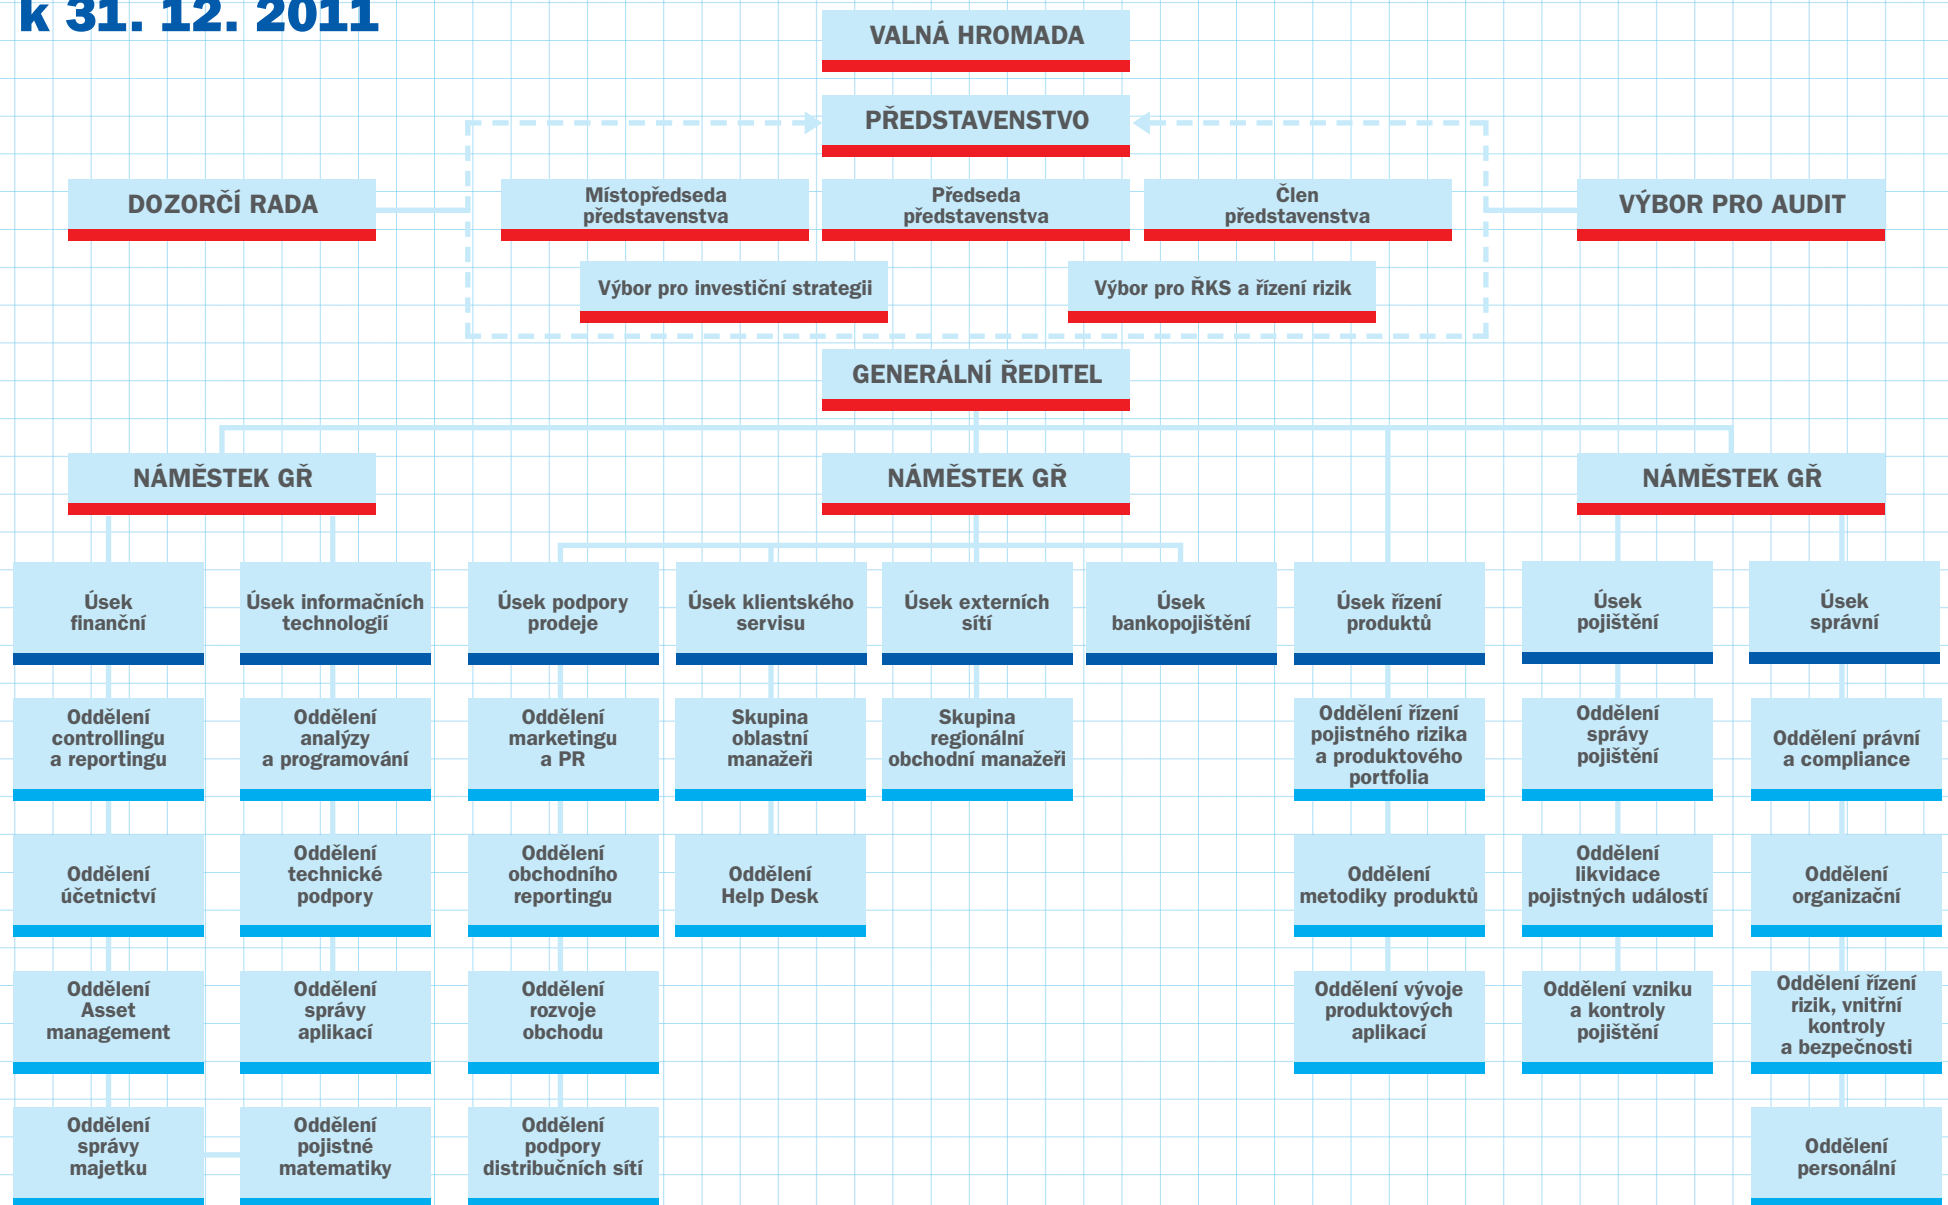 k 31. 12. 2011
VALNÁ HROMADA
PŘEDSTAVENSTVO
DOZORČÍ RADA
Místopředseda
představenstva
Předseda
představenstva
Člen
představenstva
VÝBOR PRO AUDIT
Výbor pro investiční strategii
Výbor pro ŘKS a řízení rizik
GENERÁLNÍ ŘEDITEL
NÁMĚSTEK GŘ
NÁMĚSTEK GŘ
NÁMĚSTEK GŘ
Úsek
finanční
Úsek informačních
technologií
Úsek podpory
prodeje
Úsek klientského
servisu
Úsek externích
sítí
Úsek
bankopojištění
Úsek řízení
produktů
Úsek
pojištění
Úsek
správní
Oddělení
controllingu
a reportingu
Oddělení
analýzy
a programování
Oddělení
marketingu
a PR
Skupina
oblastní
manažeři
Skupina
regionální
obchodní manažeři
Oddělení řízení
pojistného rizika
a produktového
portfolia
Oddělení
správy
pojištění
Oddělení právní
a compliance
Oddělení
účetnictví
Oddělení
technické
podpory
Oddělení
obchodního
reportingu
Oddělení
Help Desk
Oddělení
metodiky produktů
Oddělení
likvidace
pojistných událostí
Oddělení
organizační
Oddělení
Asset
management
Oddělení
správy
aplikací
Oddělení
rozvoje
obchodu
Oddělení vývoje
produktových
aplikací
Oddělení vzniku
a kontroly
pojištění
Oddělení řízení
rizik, vnitřní
kontroly
a bezpečnosti
Oddělení
správy
majetku
Oddělení
pojistné
matematiky
Oddělení
podpory
distribučních sítí
Oddělení
personální